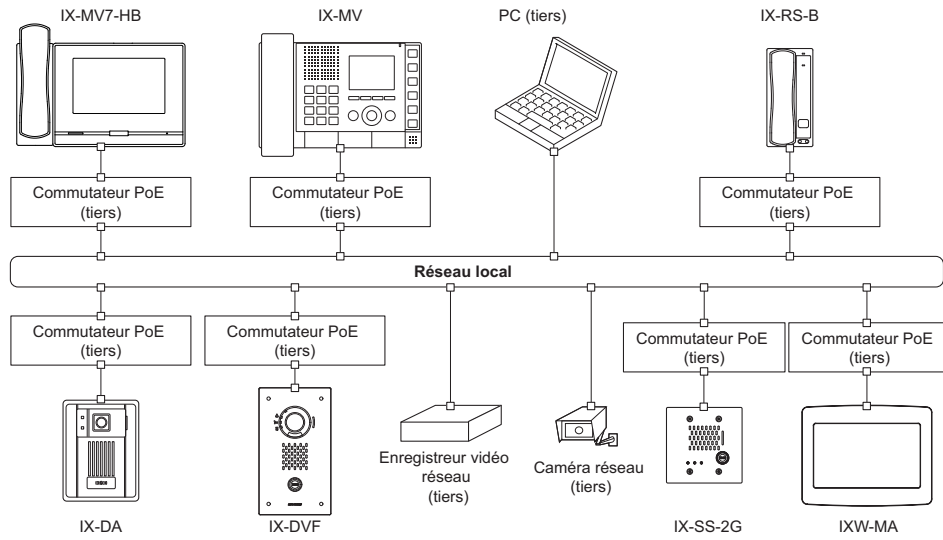 IX-MV7-HB
IX-MV
PC (tiers)
IX-RS-B
Commutateur PoE
(tiers)
Commutateur PoE
(tiers)
Commutateur PoE
(tiers)
Réseau local
Commutateur PoE
(tiers)
Commutateur PoE
(tiers)
Commutateur PoE
(tiers)
Commutateur PoE
(tiers)
Enregistreur vidéo
réseau
(tiers)
Caméra réseau
(tiers)
IX-DA
IX-DVF
IX-SS-2G
IXW-MA